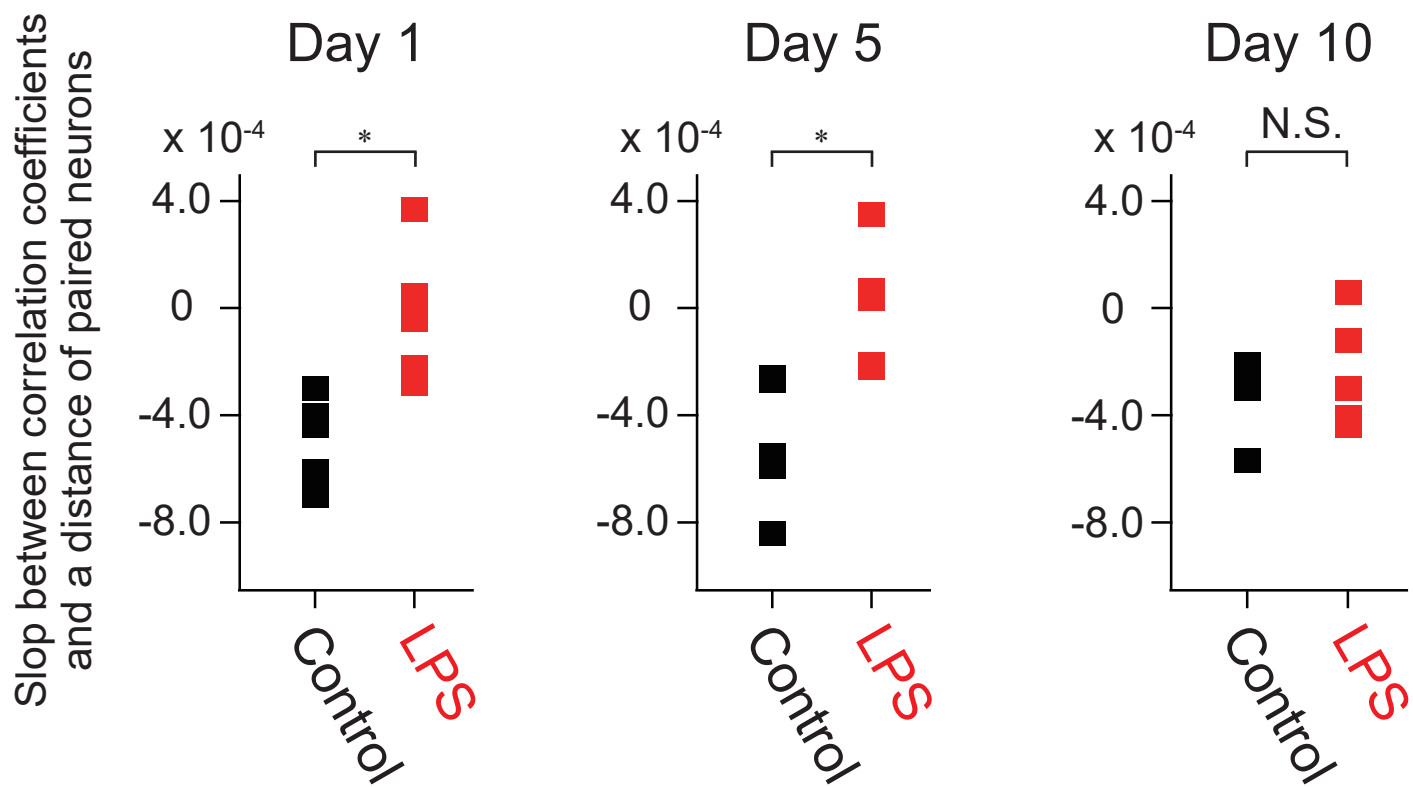 Slop between correlation coefficients
and a distance of paired neurons
Day 1
x 10-4
*
4.0
0
-4.0
-8.0
Control
LPS
Day 5
x 10-4
*
4.0
0
-4.0
-8.0
Control
LPS
Day 10
x 10-4
N.S.
4.0
0
-4.0
-8.0
Control
LPS